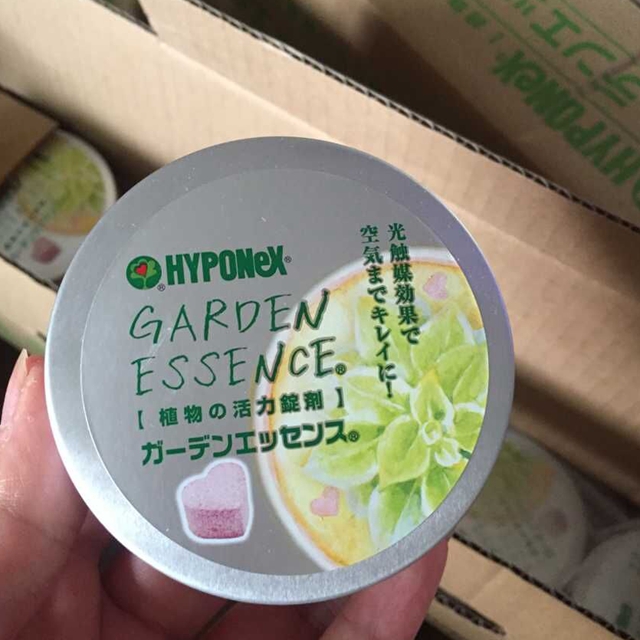 HYPONeX®
GARDEN
ESSENCE®
【植物の活力錠剤】
ガーデンエッセンス®
光触媒効果で
空気までキレイに！
HYPONeX